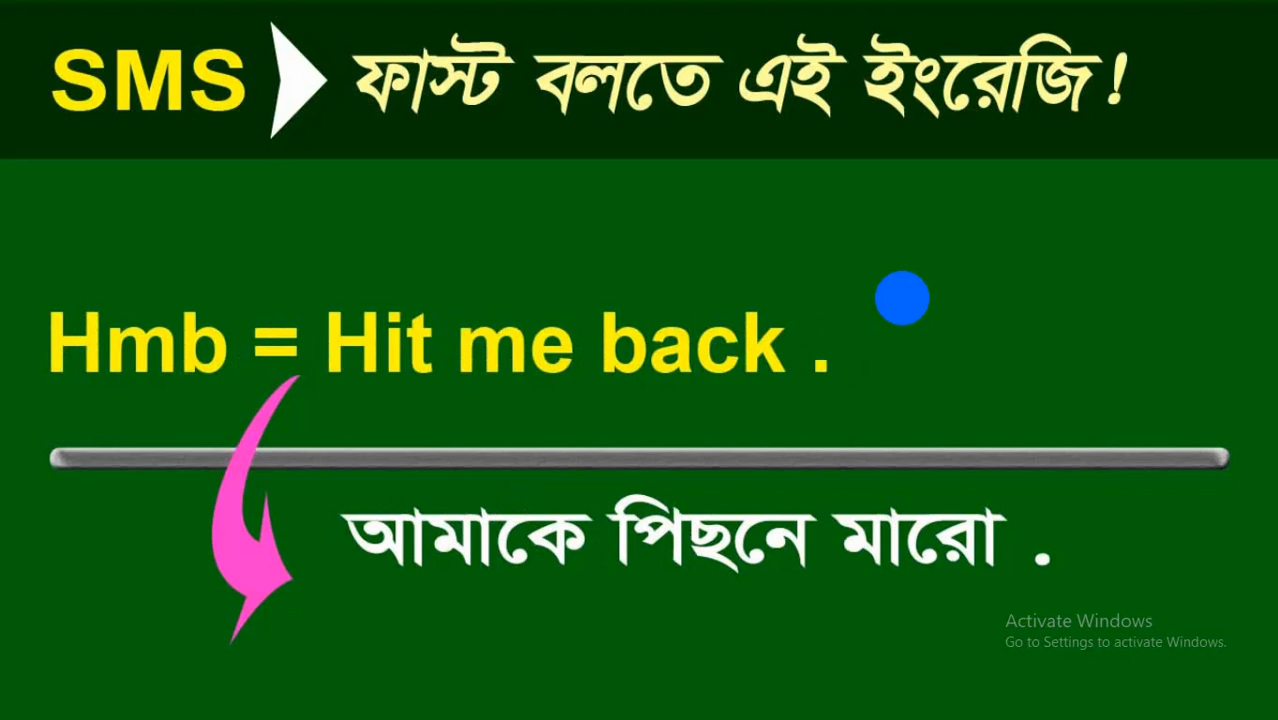 SMS ফাস্ট বলতে এই ইংরেজি!
Hmb = Hit me back .
আমাকে পিছনে মারো .
Activate Windows
Go to Settings to activate Windows.